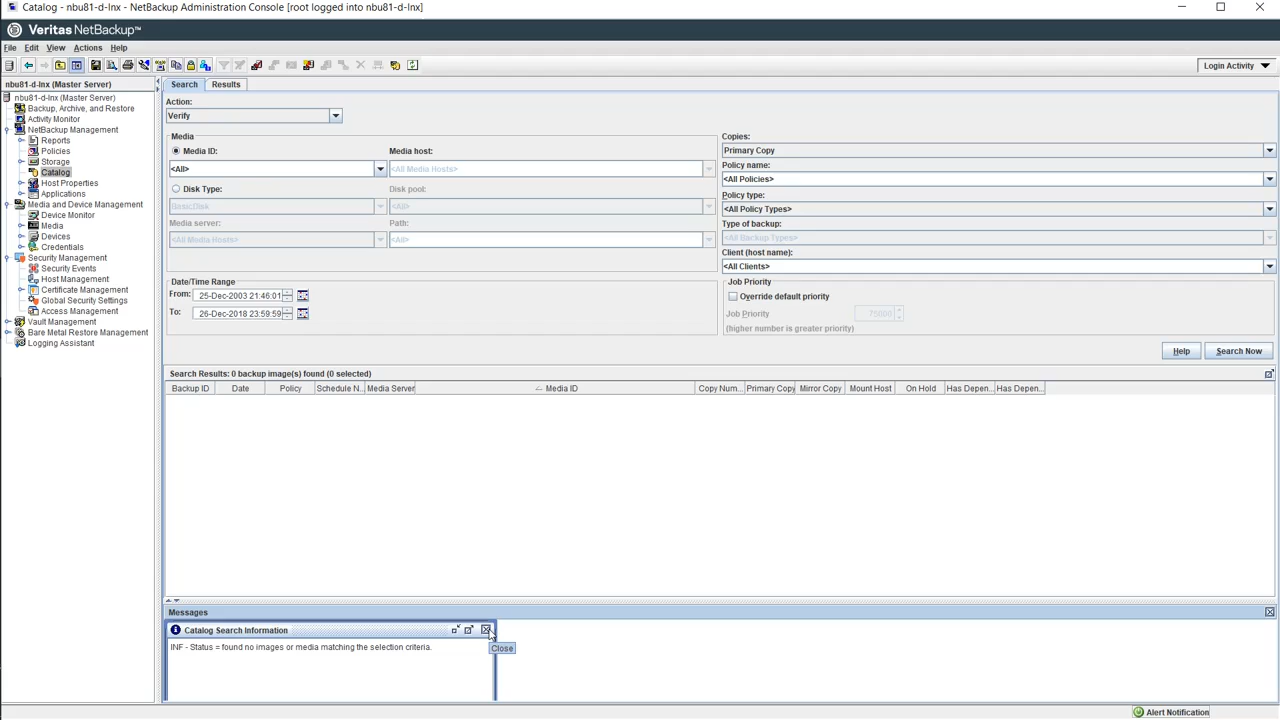 Catalog - nbu81-d-lnx - NetBackup Administration Console [root logged into nbu81-d-lnx]
Veritas NetBackup™
File Edit View Actions Help
Login Activity
nbu81-d-lnx (Master Server)
nbu81-d-lnx (Master Server)
Backup, Archive, and Restore
Activity Monitor
NetBackup Management
Reports
Policies
Storage
Catalog
Host Properties
Applications
Media and Device Management
Device Monitor
Media
Devices
Credentials
Security Management
Security Events
Host Management
Certificate Management
Global Security Settings
Access Management
Vault Management
Bare Metal Restore Management
Logging Assistant
Search Results
Action:
Verify
Media
Media ID: Media host:
<All> <All Media Hosts>
Disk Type: Disk pool:
BasicDisk <All>
Media server: Path:
<All Media Hosts> <All>
Date/Time Range
From: 25-Dec-2003 21:46:01
To: 26-Dec-2018 23:59:59
Copies:
Primary Copy
Policy name:
<All Policies>
Policy type:
<All Policy Types>
Type of backup:
<All Backup Types>
Client (host name):
<All Clients>
Job Priority
Override default priority
Job Priority 75000
(higher number is greater priority)
Help Search Now
Search Results: 0 backup image(s) found (0 selected)
Backup ID Date Policy Schedule N... Media Server Media ID Copy Num... Primary Copy Mirror Copy Mount Host On Hold Has Depen... Has Depen...
Messages
Catalog Search Information
INF - Status = found no images or media matching the selection criteria.
Close
Alert Notification